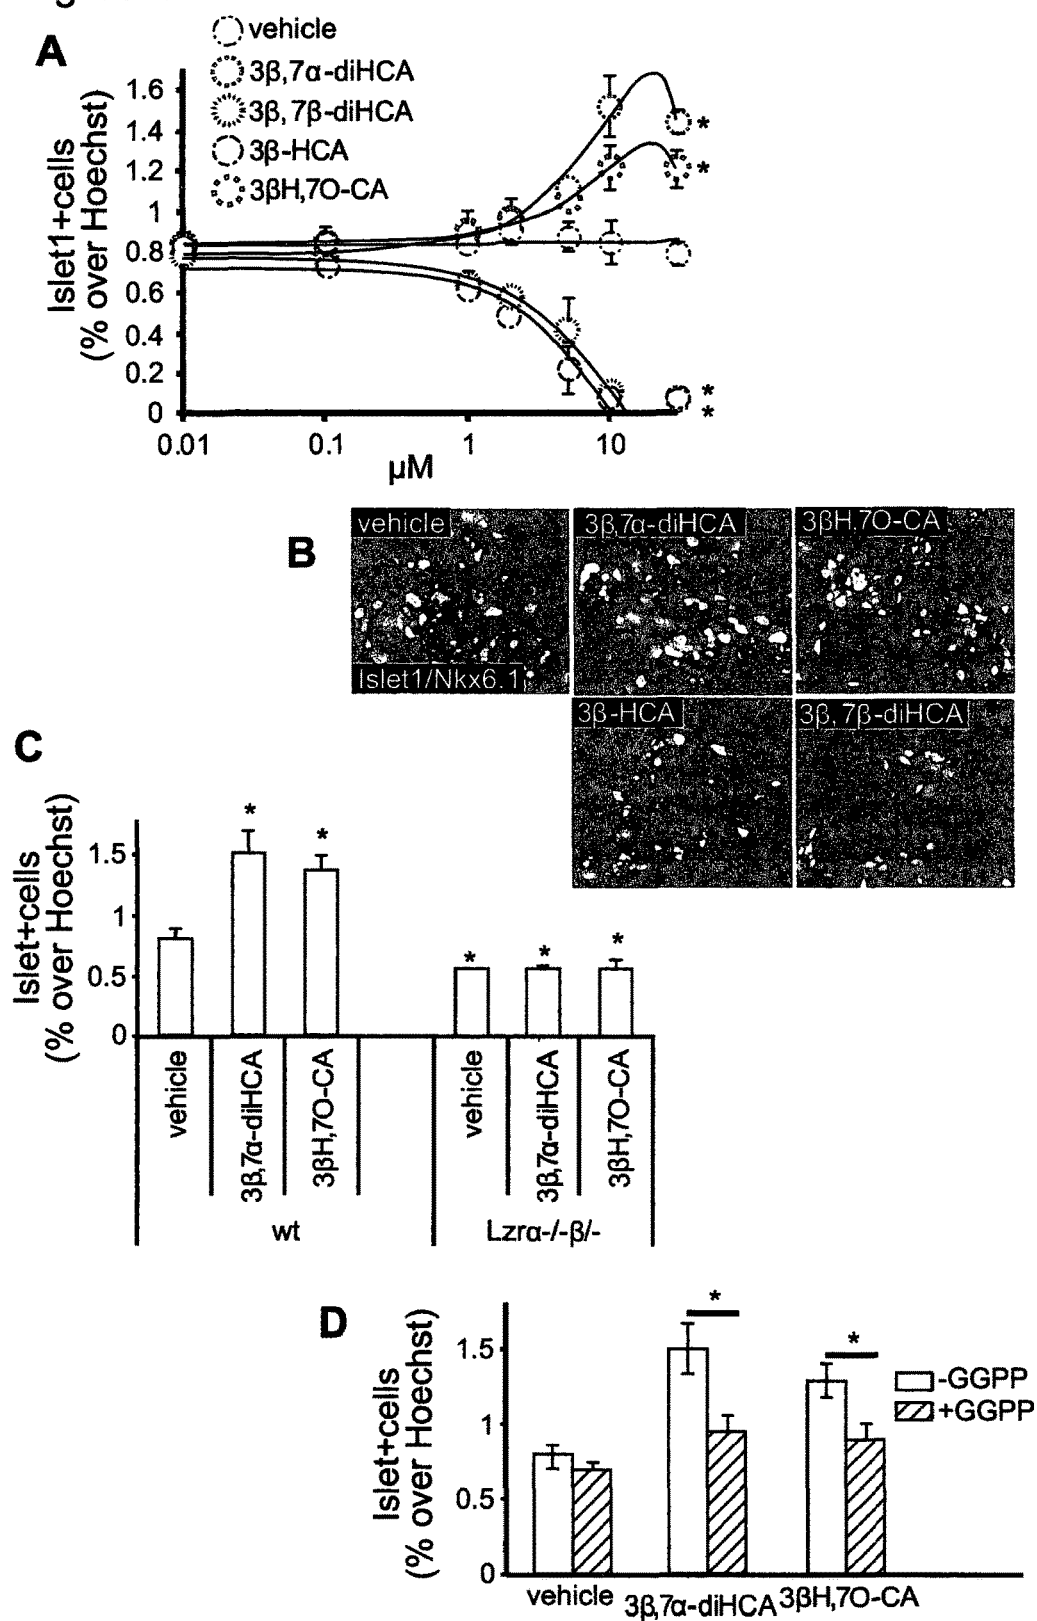 A
vehicle
3β,7α-diHCA
3β,7β-diHCA
3β-HCA
3βH,7O-CA
Islet1+cells
(% over Hoechst)
1.6
1.4
1.2
1
0.8
0.6
0.4
0.2
0
*
*
*
*
0.01 0.1 1 10
µM
B
vehicle
3β,7α-diHCA
3βH,7O-CA
Islet1/Nkx6.1
3β-HCA
3β,7β-diHCA
C
Islet+cells
(% over Hoechst)
1.5
1
0.5
0
* *
* * *
vehicle
3β,7α-diHCA
3βH,7O-CA
vehicle
3β,7α-diHCA
3βH,7O-CA
wt
Lzrα-/-β/-
D
Islet+cells
(% over Hoechst)
1.5
1
0.5
0
*
*
-GGPP
+GGPP
vehicle 3β,7α-diHCA 3βH,7O-CA